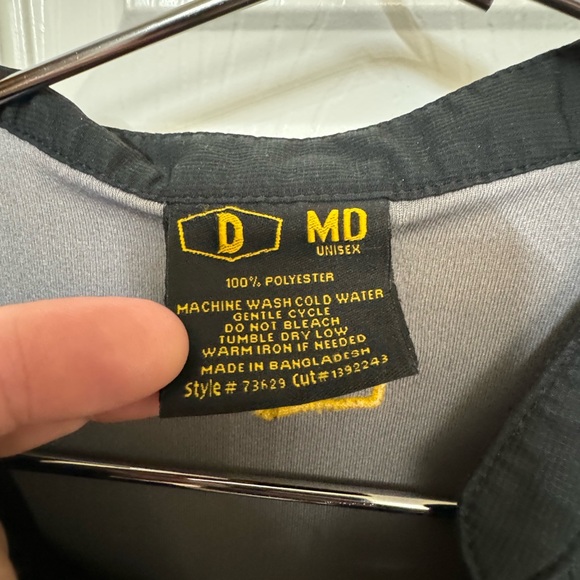 D MD
UNISEX
100% POLYESTER
MACHINE WASH COLD WATER
GENTLE CYCLE
DO NOT BLEACH
TUMBLE DRY LOW
WARM IRON IF NEEDED
MADE IN BANGLADESH
Style # 73629 Cut#1392243